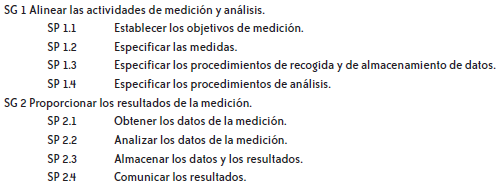 SG 1 Alinear las actividades de medición y análisis.
SP 1.1 Establecer los objetivos de medición.
SP 1.2 Especificar las medidas.
SP 1.3 Especificar los procedimientos de recogida y de almacenamiento de datos.
SP 1.4 Especificar los procedimientos de análisis.
SG 2 Proporcionar los resultados de la medición.
SP 2.1 Obtener los datos de la medición.
SP 2.2 Analizar los datos de la medición.
SP 2.3 Almacenar los datos y los resultados.
SP 2.4 Comunicar los resultados.